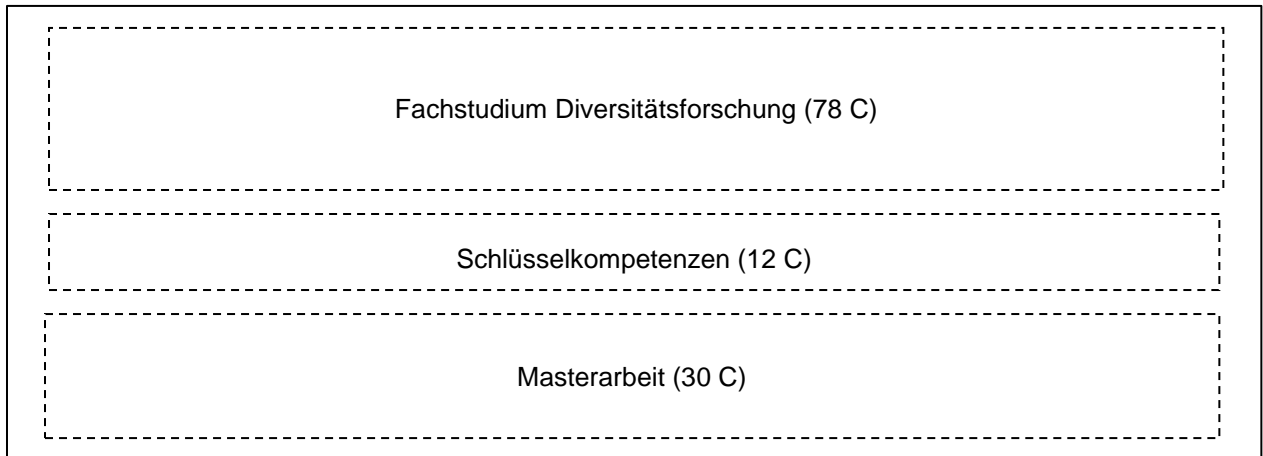 Fachstudium Diversitätsforschung (78 C)
Schlüsselkompetenzen (12 C)
Masterarbeit (30 C)